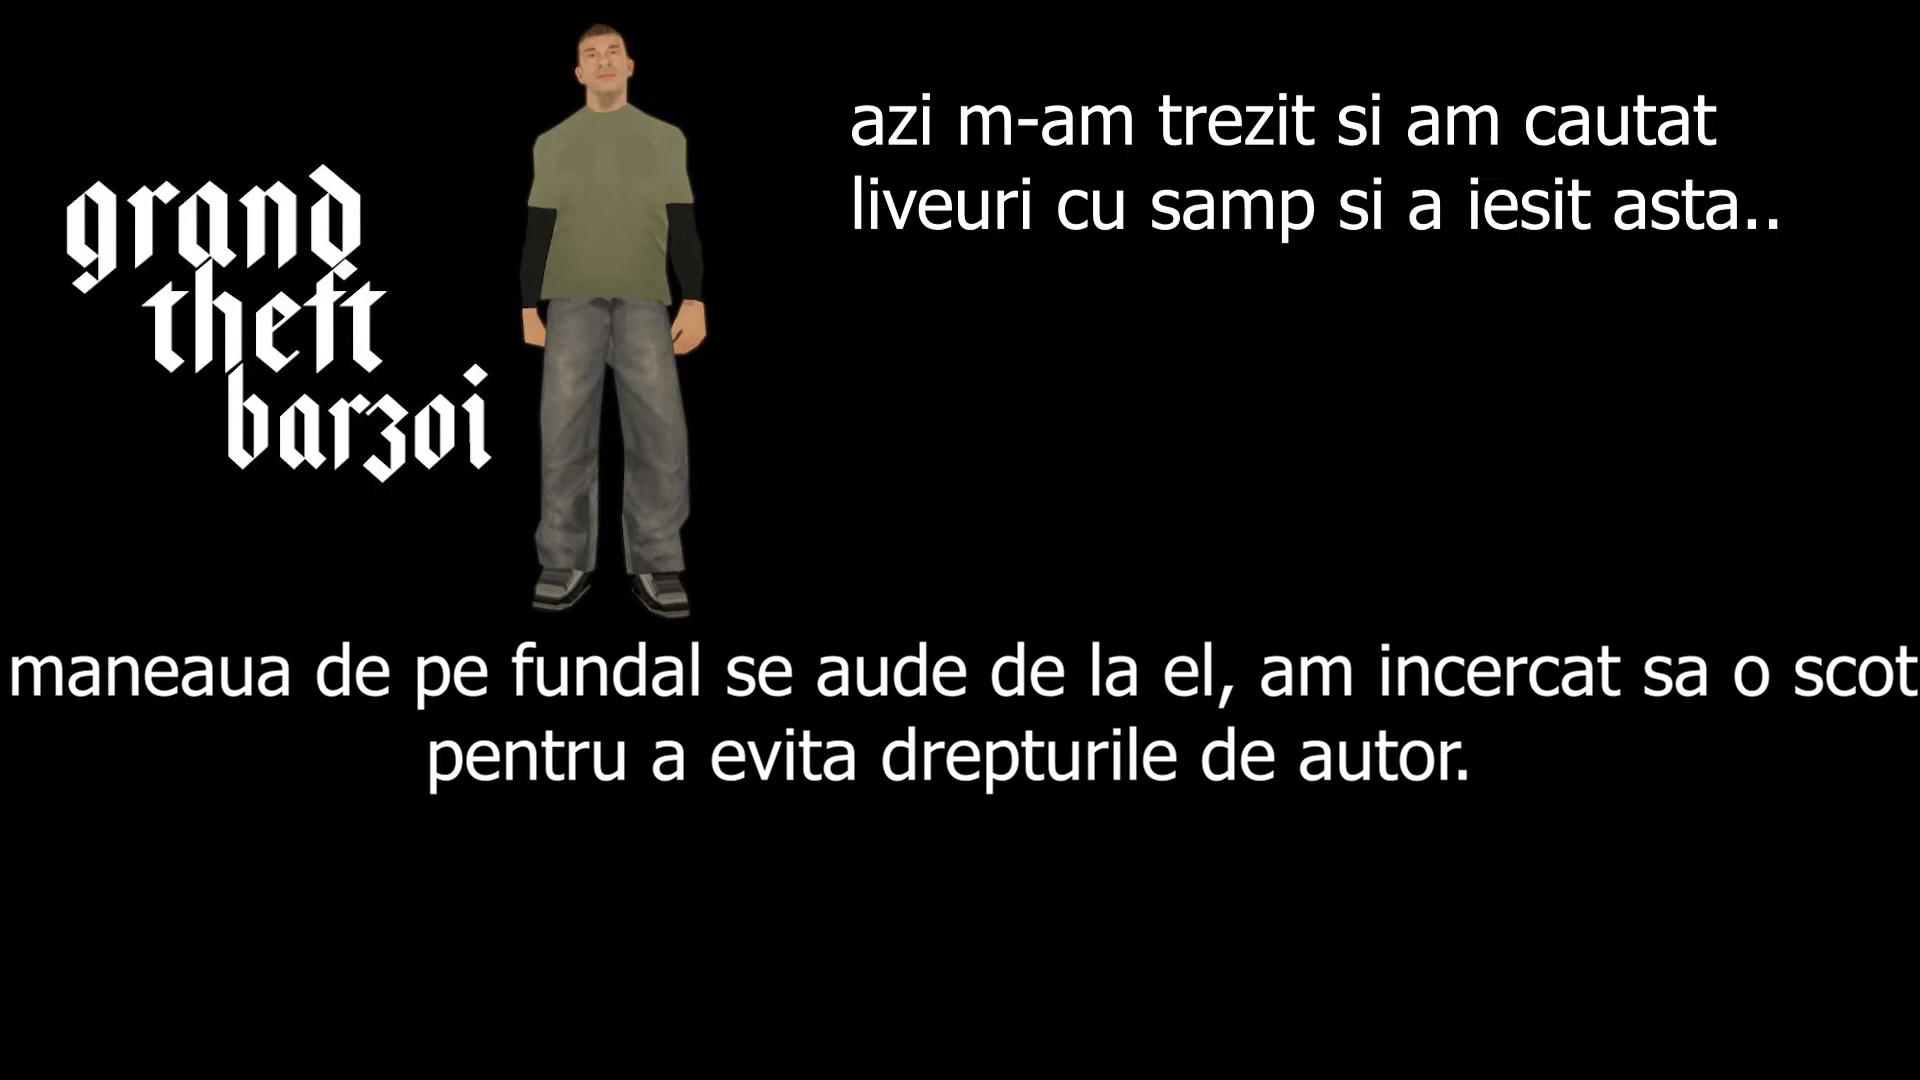 grand
theft
barzoi
azi m-am trezit si am cautat
liveuri cu samp si a iesit asta..
maneaua de pe fundal se aude de la el, am incercat sa o scot
pentru a evita drepturile de autor.